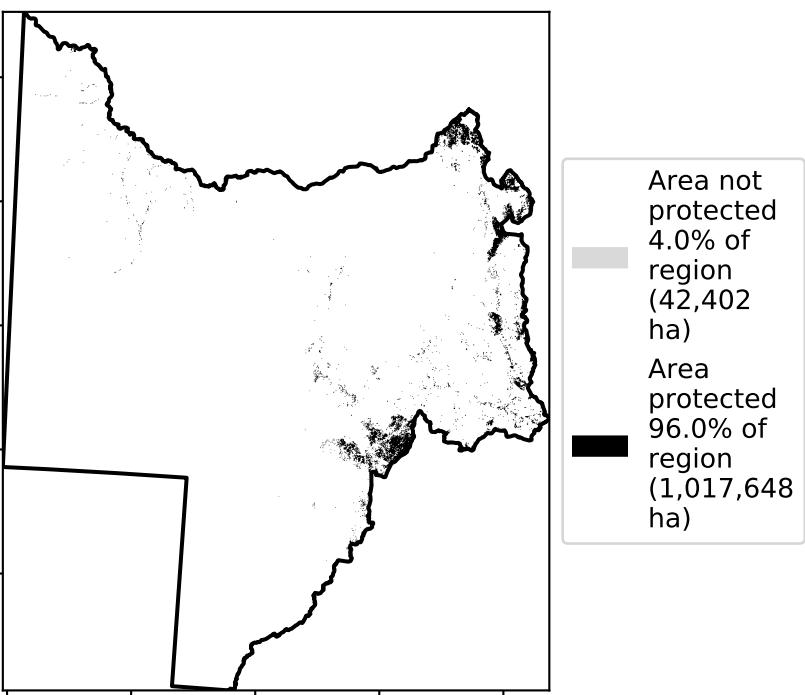 Area not
protected
4.0% of
region
(42,402
ha)
Area
protected
96.0% of
region
(1,017,648
ha)